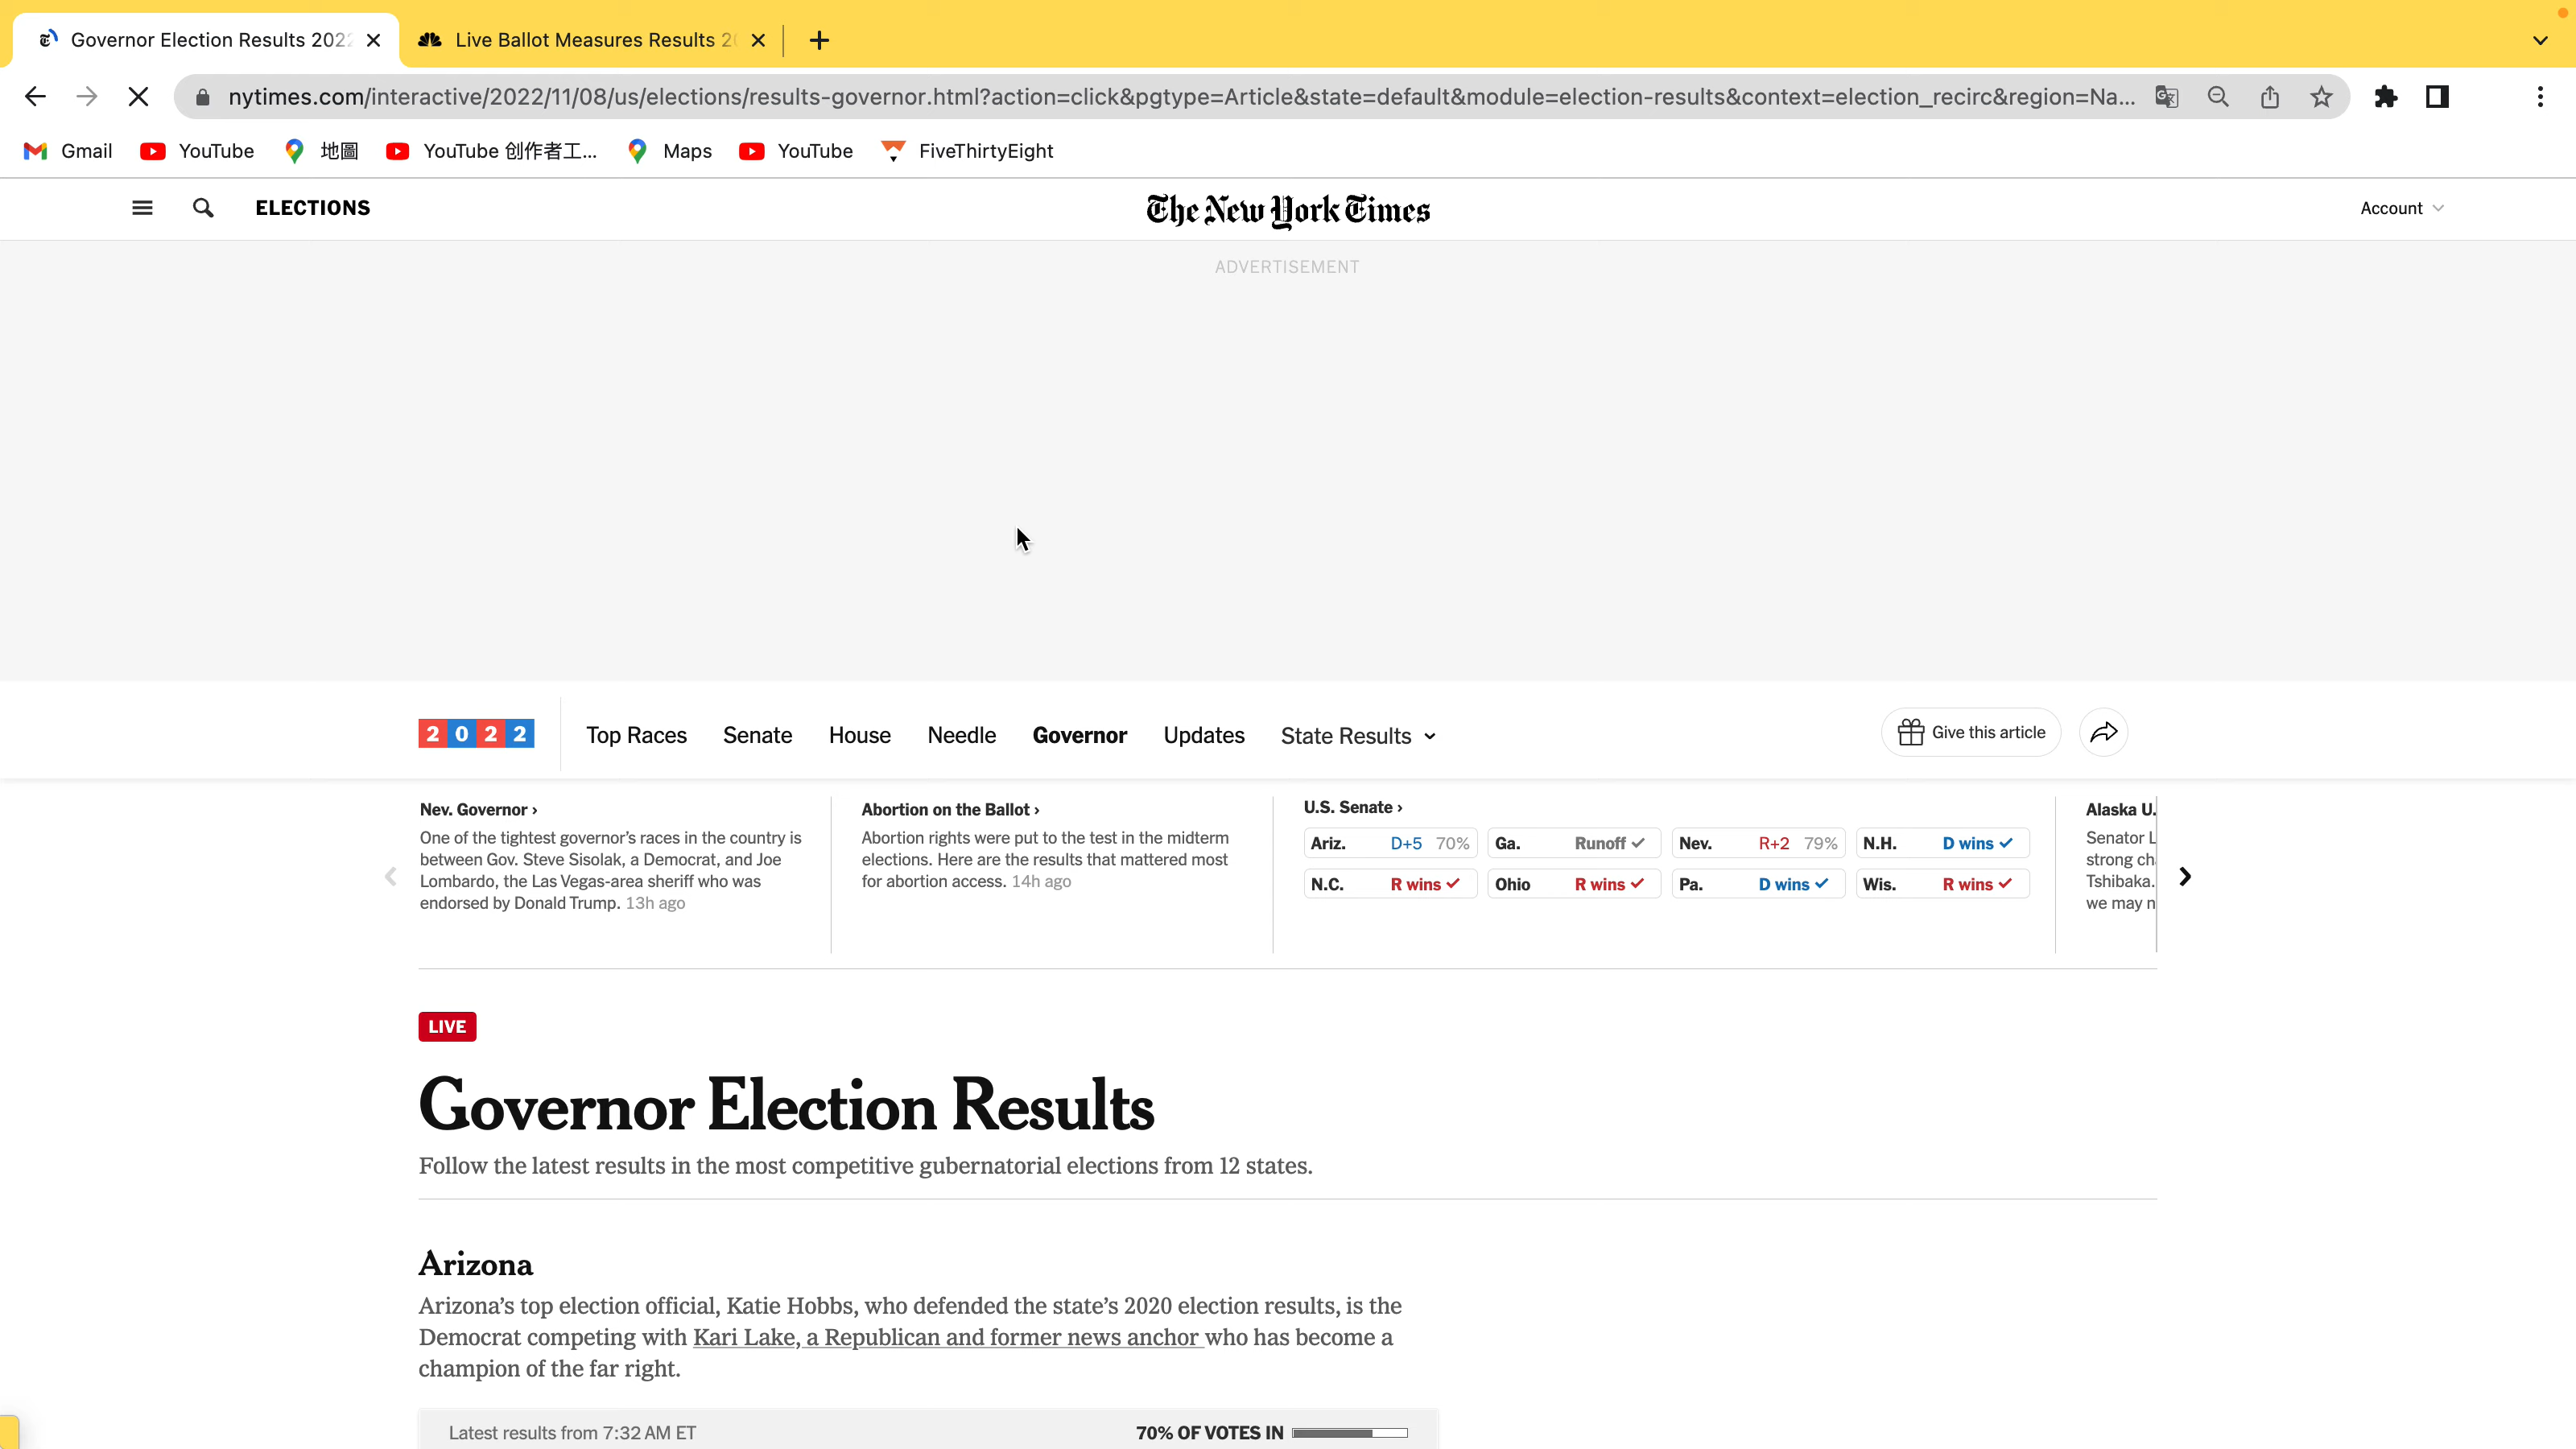 Governor Election Results 2022
Live Ballot Measures Results 20
nytimes.com/interactive/2022/11/08/us/elections/results-governor.html?action=click&pgtype=Article&state=default&module=election-results&context=election_recirc&region=Na...
Gmail YouTube 地圖 YouTube 创作者工... Maps YouTube FiveThirtyEight
ELECTIONS The New York Times Account
ADVERTISEMENT
2022 Top Races Senate House Needle Governor Updates State Results Give this article
Nev. Governor ›
One of the tightest governor’s races in the country is
between Gov. Steve Sisolak, a Democrat, and Joe
Lombardo, the Las Vegas-area sheriff who was
endorsed by Donald Trump. 13h ago
Abortion on the Ballot ›
Abortion rights were put to the test in the midterm
elections. Here are the results that mattered most
for abortion access. 14h ago
U.S. Senate ›
Ariz. D+5 70% Ga. Runoff ✓ Nev. R+2 79% N.H. D wins ✓
N.C. R wins ✓ Ohio R wins ✓ Pa. D wins ✓ Wis. R wins ✓
Alaska U.
Senator L
strong ch
Tshibaka.
we may n
LIVE
Governor Election Results
Follow the latest results in the most competitive gubernatorial elections from 12 states.
Arizona
Arizona’s top election official, Katie Hobbs, who defended the state’s 2020 election results, is the
Democrat competing with Kari Lake, a Republican and former news anchor who has become a
champion of the far right.
Latest results from 7:32 AM ET 70% OF VOTES IN